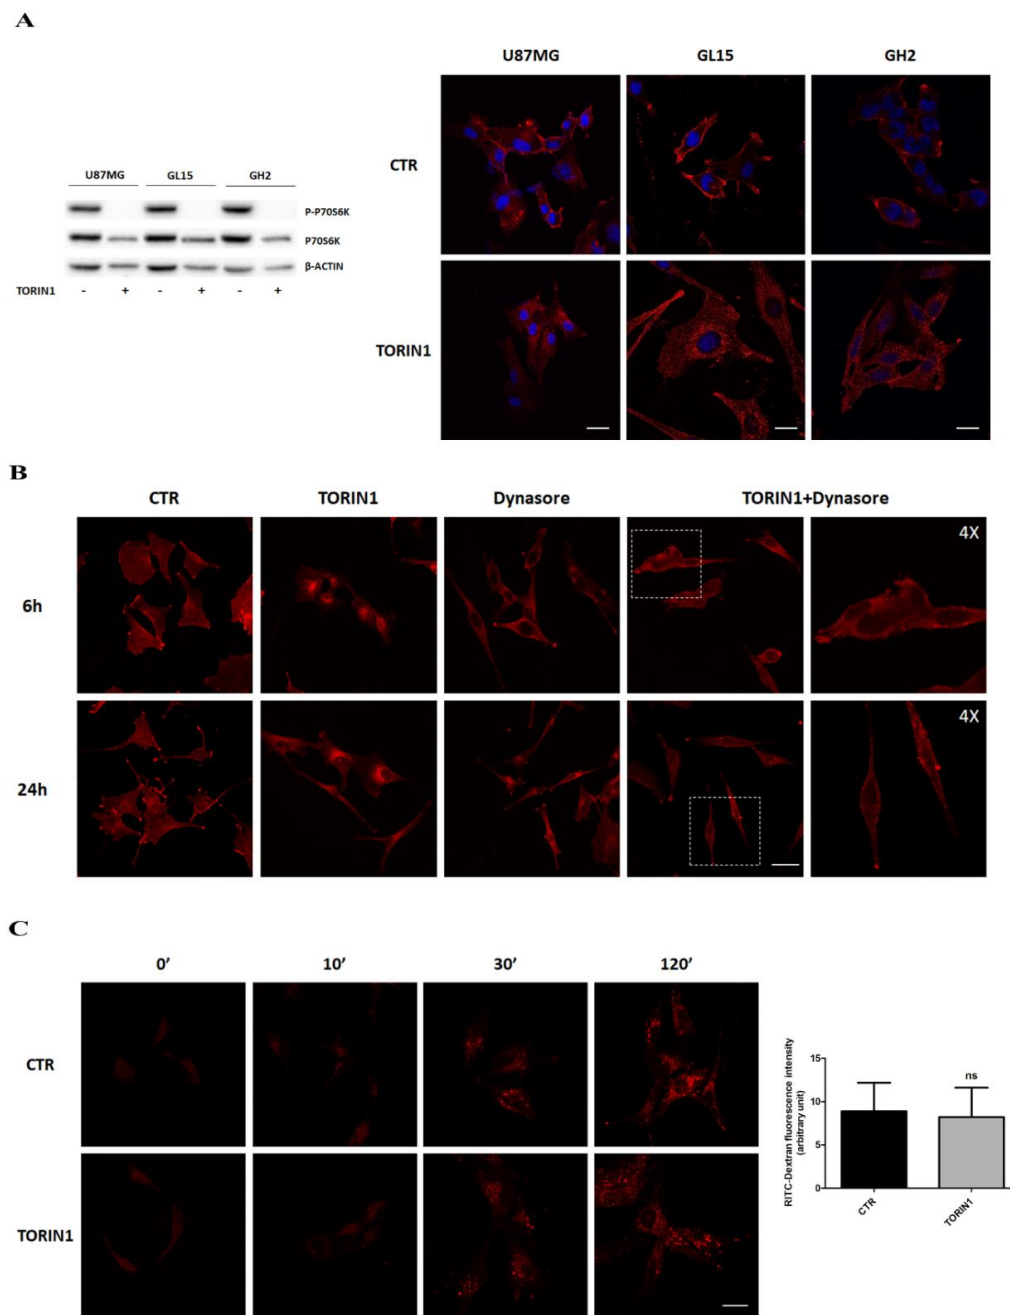 A
U87MG GL15 GH2
CTR
U87MG GL15 GH2
P-P70S6K
P70S6K
β-ACTIN
TORIN1 - + - + - +
TORIN1
B
CTR TORIN1 Dynasore TORIN1+Dynasore
4X
6h
4X
24h
C
0' 10' 30' 120'
CTR
TORIN1
RITC-Dextran fluorescence intensity
(arbitrary unit)
15
10
5
0
ns
CTR
TORIN1